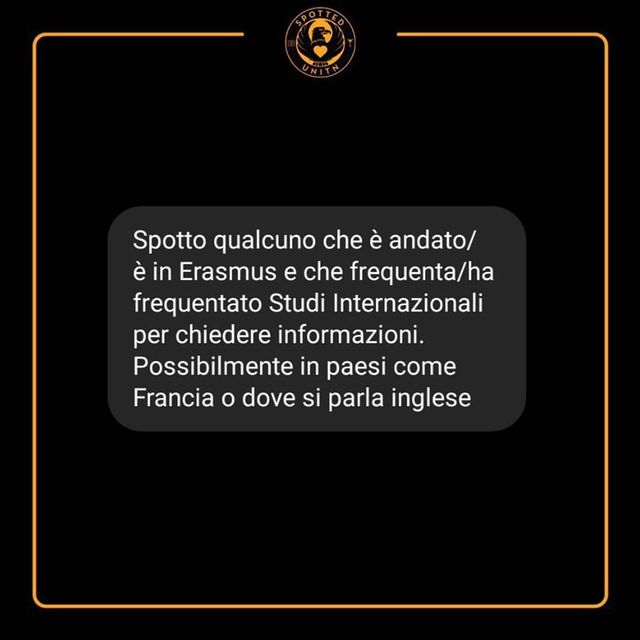 SPOTTED
UNITN
Spotto qualcuno che è andato/
è in Erasmus e che frequenta/ha
frequentato Studi Internazionali
per chiedere informazioni.
Possibilmente in paesi come
Francia o dove si parla inglese